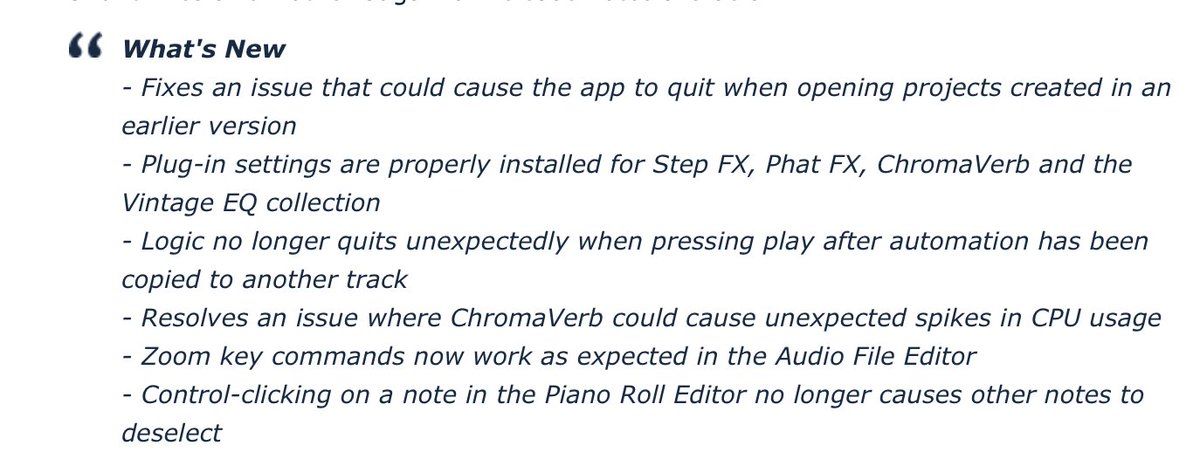 What's New
- Fixes an issue that could cause the app to quit when opening projects created in an
earlier version
- Plug-in settings are properly installed for Step FX, Phat FX, ChromaVerb and the
Vintage EQ collection
- Logic no longer quits unexpectedly when pressing play after automation has been
copied to another track
- Resolves an issue where ChromaVerb could cause unexpected spikes in CPU usage
- Zoom key commands now work as expected in the Audio File Editor
- Control-clicking on a note in the Piano Roll Editor no longer causes other notes to
deselect